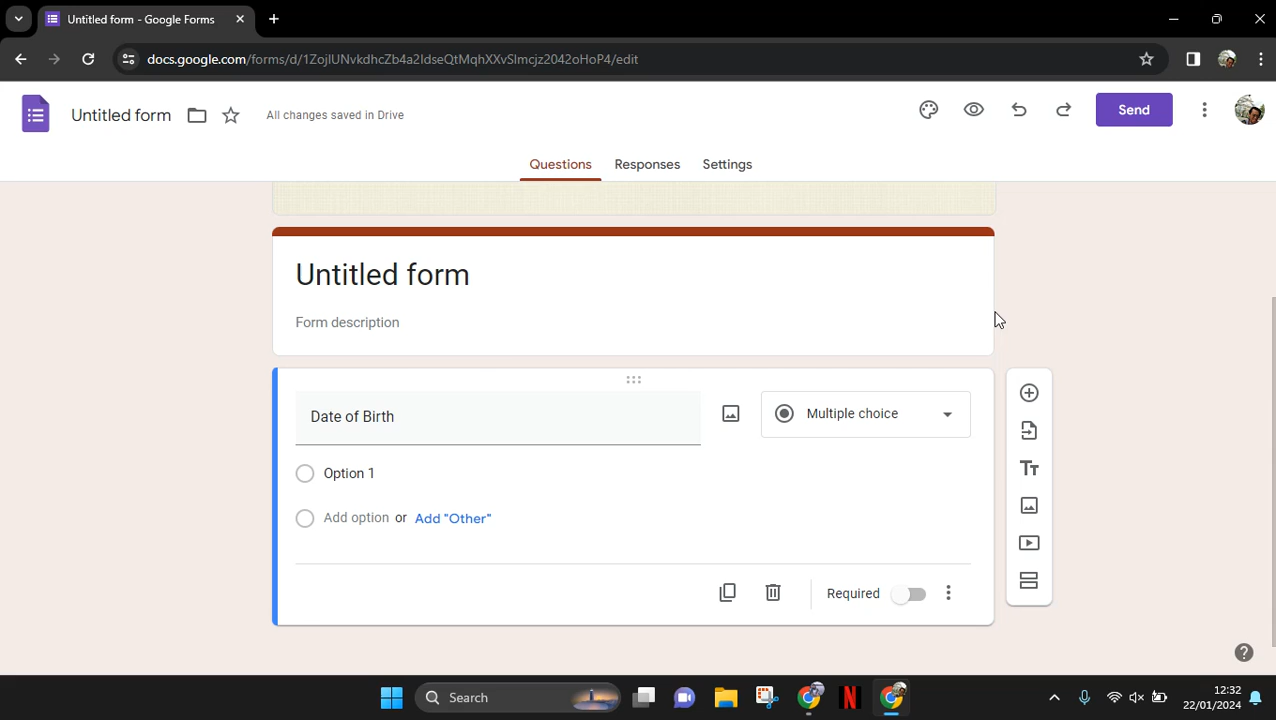 Untitled form - Google Forms
docs.google.com/forms/d/1ZojlUNvkdhcZb4a2ldseQtMqhXXvSlmcjz2042oHoP4/edit
Untitled form
All changes saved in Drive
Send
Questions Responses Settings
Untitled form
Form description
Date of Birth
Multiple choice
Option 1
Add option or Add "Other"
Required
Search
12:32
22/01/2024